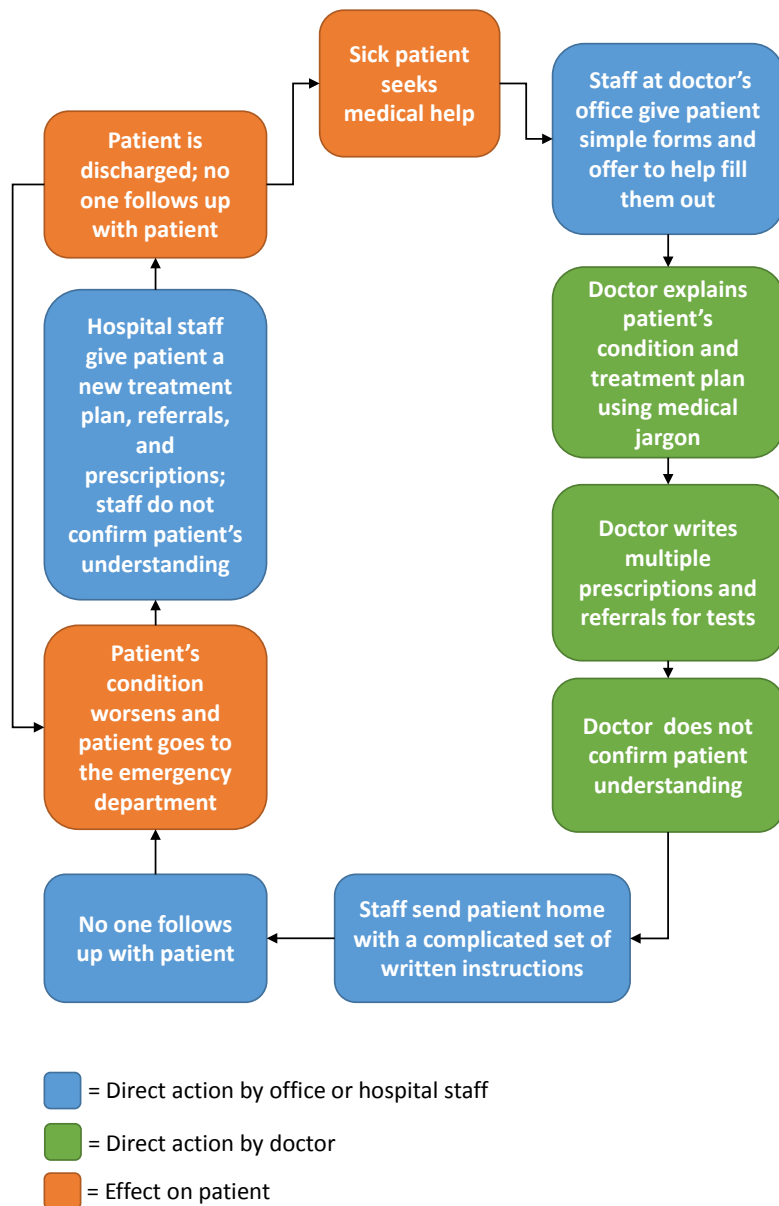 Sick patient
seeks
medical help
Staff at doctor’s
office give patient
simple forms and
offer to help fill
them out
Doctor explains
patient’s
condition and
treatment plan
using medical
jargon
Doctor writes
multiple
prescriptions and
referrals for tests
Doctor  does not
confirm patient
understanding
Staff send patient home
with a complicated set of
written instructions
No one follows
up with patient
Patient’s
condition
worsens and
patient goes to
the emergency
department
Hospital staff
give patient a
new treatment
plan, referrals,
and
prescriptions;
staff do not
confirm patient’s
understanding
Patient is
discharged; no
one follows up
with patient
= Direct action by office or hospital staff
= Direct action by doctor
= Effect on patient